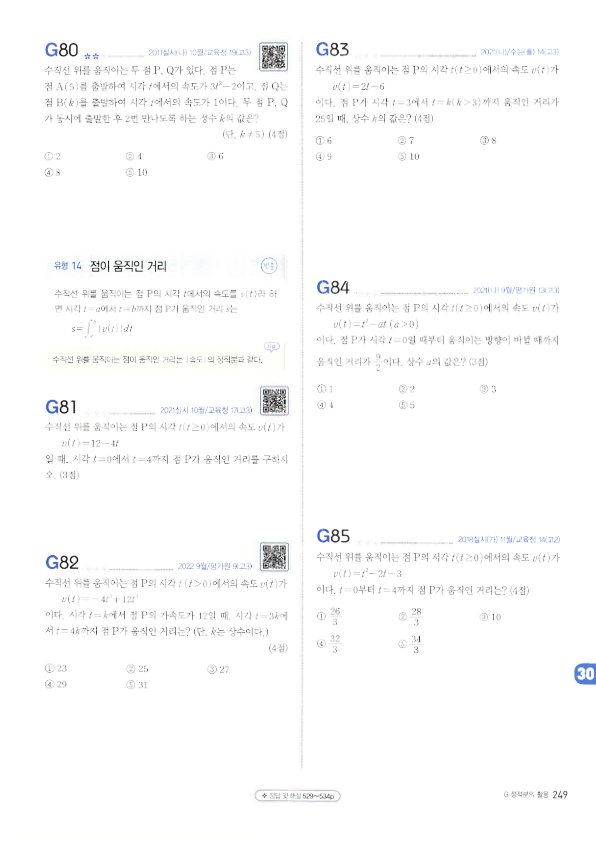 G80
2011실시(나) 10월/교육청 19(고3)
수직선 위를 움직이는 두 점 P, Q가 있다. 점 P는
점 A(5)를 출발하여 시각 t에서의 속도가 3t²-2이고, 점 Q는
점 B(k)를 출발하여 시각 t에서의 속도가 1이다. 두 점 P, Q
가 동시에 출발한 후 2번 만나도록 하는 정수 k의 값은?
(단, k≠5) (4점)
① 2 ② 4 ③ 6
④ 8 ⑤ 10
유형 14 점이 움직인 거리
수직선 위를 움직이는 점 P의 시각 t에서의 속도를 v(t)라 하
면 시각 t=a에서 t=b까지 점 P가 움직인 거리 s는
s=∫ₐᵇ |v(t)|dt
수직선 위를 움직이는 점이 움직인 거리는 |속도|의 정적분과 같다.
G81
2021실시 10월/교육청 17(고3)
수직선 위를 움직이는 점 P의 시각 t(t≥0)에서의 속도 v(t)가
v(t)=12-4t
일 때, 시각 t=0에서 t=4까지 점 P가 움직인 거리를 구하시
오. (3점)
G82
2022 9월/평가원 9(고3)
수직선 위를 움직이는 점 P의 시각 t(t>0)에서의 속도 v(t)가
v(t)=-4t³+12t²
이다. 시각 t=k에서 점 P의 가속도가 12일 때, 시각 t=3k에
서 t=4k까지 점 P가 움직인 거리는? (단, k는 상수이다.)
(4점)
① 23 ② 25 ③ 27
④ 29 ⑤ 31
G83
2021(나)/수능(홀) 14(고3)
수직선 위를 움직이는 점 P의 시각 t(t≥0)에서의 속도 v(t)가
v(t)=2t-6
이다. 점 P가 시각 t=3에서 t=k(k>3)까지 움직인 거리가
25일 때, 상수 k의 값은? (4점)
① 6 ② 7 ③ 8
④ 9 ⑤ 10
G84
2021(나) 9월/평가원 13(고3)
수직선 위를 움직이는 점 P의 시각 t(t≥0)에서의 속도 v(t)가
v(t)=t²-at (a>0)
이다. 점 P가 시각 t=0일 때부터 움직이는 방향이 바뀔 때까지
움직인 거리가 9/2이다. 상수 a의 값은? (3점)
① 1 ② 2 ③ 3
④ 4 ⑤ 5
G85
2018실시(가) 11월/교육청 14(고2)
수직선 위를 움직이는 점 P의 시각 t(t≥0)에서의 속도 v(t)가
v(t)=t²-2t-3
이다. t=0부터 t=4까지 점 P가 움직인 거리는? (4점)
① 26/3 ② 28/3 ③ 10
④ 32/3 ⑤ 34/3
30
❖ 정답 및 해설 529~534p
G 정적분의 활용 249